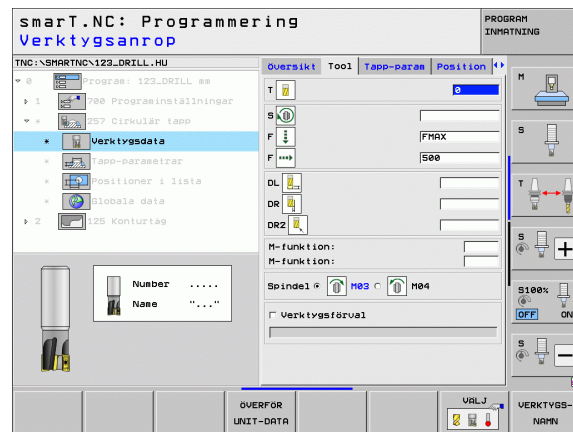 smarT.NC: Programmering
Verktygsanrop
PROGRAM
INMATNING
TNC:\SMARTNC\123_DRILL.HU
0 Program: 123_DRILL mm
1 700 Programinställningar
* 257 Cirkulär tapp
* Verktygsdata
* Tapp-parametrar
* Positioner i lista
* Globala data
2 125 Konturtåg
Number .....
Name "..."
Översikt Tool Tapp-param Position
T 0
S
F FMAX
F 500
DL
DR
DR2
M-funktion:
M-funktion:
Spindel M03 M04
Verktygsförval
M
S
T
S
S100%
OFF ON
S
ÖVERFÖR
UNIT-DATA
VÄLJ
VERKTYGS-
NAMN